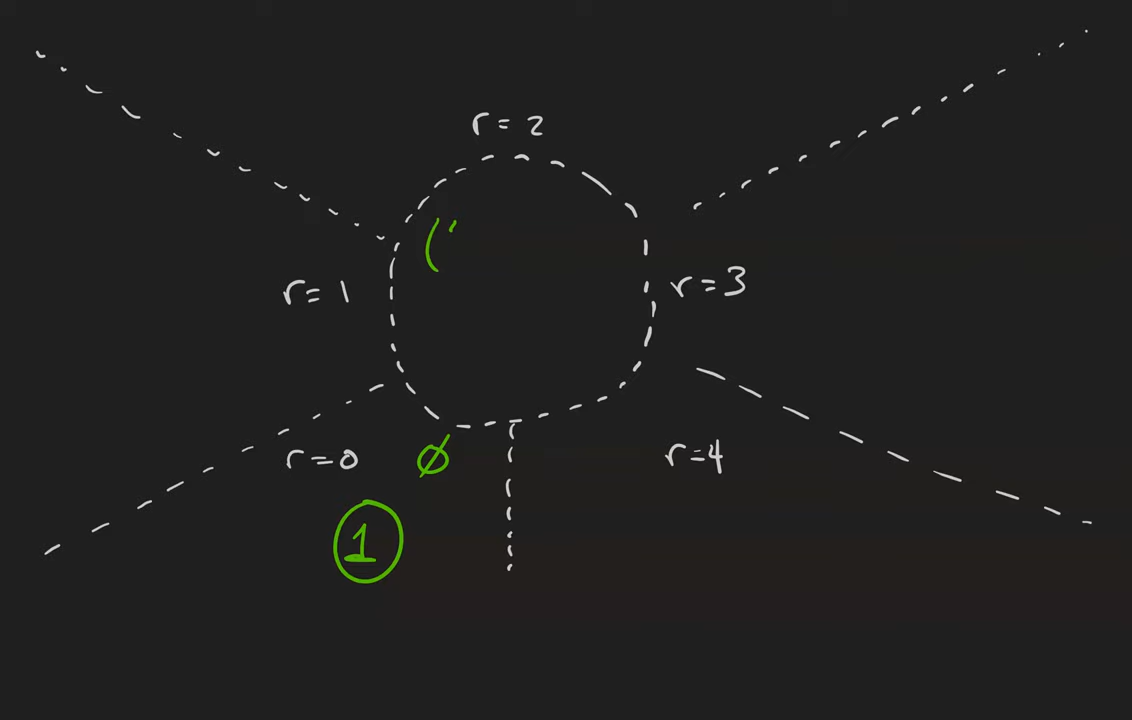 r = 2
("
r = 1
r = 3
r = 0
∅
r = 4
1